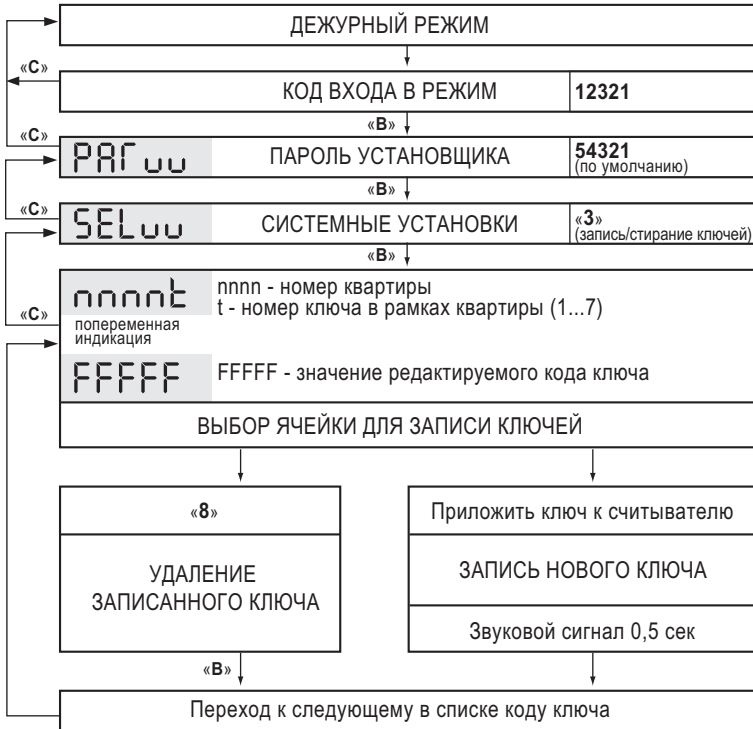 ДЕЖУРНЫЙ РЕЖИМ
«С»
КОД ВХОДА В РЕЖИМ 12321
«В»
«С»
PAГ␣␣ ПАРОЛЬ УСТАНОВЩИКА 54321
(по умолчанию)
«В»
«С»
SEL␣␣ СИСТЕМНЫЕ УСТАНОВКИ «3»
(запись/стирание ключей)
«В»
nnnnt nnnn - номер квартиры
t - номер ключа в рамках квартиры (1...7)
«С»
попеременная
индикация
FFFFF FFFFF - значение редактируемого кода ключа
ВЫБОР ЯЧЕЙКИ ДЛЯ ЗАПИСИ КЛЮЧЕЙ
«8»
УДАЛЕНИЕ
ЗАПИСАННОГО КЛЮЧА
«В»
Приложить ключ к считывателю
ЗАПИСЬ НОВОГО КЛЮЧА
Звуковой сигнал 0,5 сек
Переход к следующему в списке коду ключа